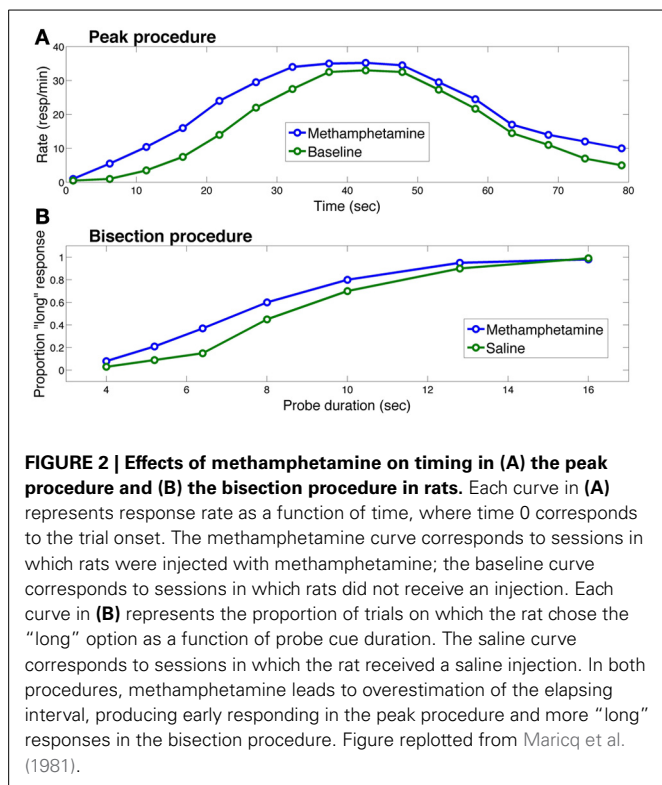 A
Peak procedure
40
30
20
10
0
Rate (resp/min)
Methamphetamine
Baseline
0 10 20 30 40 50 60 70 80
Time (sec)
B
Bisection procedure
1
0.8
0.6
0.4
0.2
0
Proportion "long" response
Methamphetamine
Saline
4 6 8 10 12 14 16
Probe duration (sec)
FIGURE 2 | Effects of methamphetamine on timing in (A) the peak
procedure and (B) the bisection procedure in rats. Each curve in (A)
represents response rate as a function of time, where time 0 corresponds
to the trial onset. The methamphetamine curve corresponds to sessions in
which rats were injected with methamphetamine; the baseline curve
corresponds to sessions in which rats did not receive an injection. Each
curve in (B) represents the proportion of trials on which the rat chose the
“long” option as a function of probe cue duration. The saline curve
corresponds to sessions in which the rat received a saline injection. In both
procedures, methamphetamine leads to overestimation of the elapsing
interval, producing early responding in the peak procedure and more “long”
responses in the bisection procedure. Figure replotted from Maricq et al.
(1981).